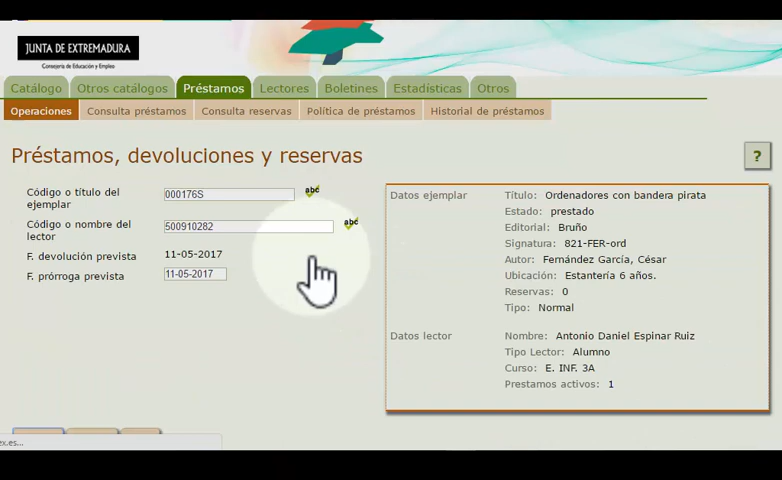 JUNTA DE EXTREMADURA
Consejería de Educación y Empleo
Catálogo Otros catálogos Préstamos Lectores Boletines Estadísticas Otros
Operaciones Consulta préstamos Consulta reservas Política de préstamos Historial de préstamos
Préstamos, devoluciones y reservas
?
Código o título del ejemplar
000176S
abc
Código o nombre del lector
500910282
abc
F. devolución prevista 11-05-2017
F. prórroga prevista 11-05-2017
Datos ejemplar
Título: Ordenadores con bandera pirata
Estado: prestado
Editorial: Bruño
Signatura: 821-FER-ord
Autor: Fernández García, César
Ubicación: Estantería 6 años.
Reservas: 0
Tipo: Normal
Datos lector
Nombre: Antonio Daniel Espinar Ruiz
Tipo Lector: Alumno
Curso: E. INF. 3A
Prestamos activos: 1
ex.es...